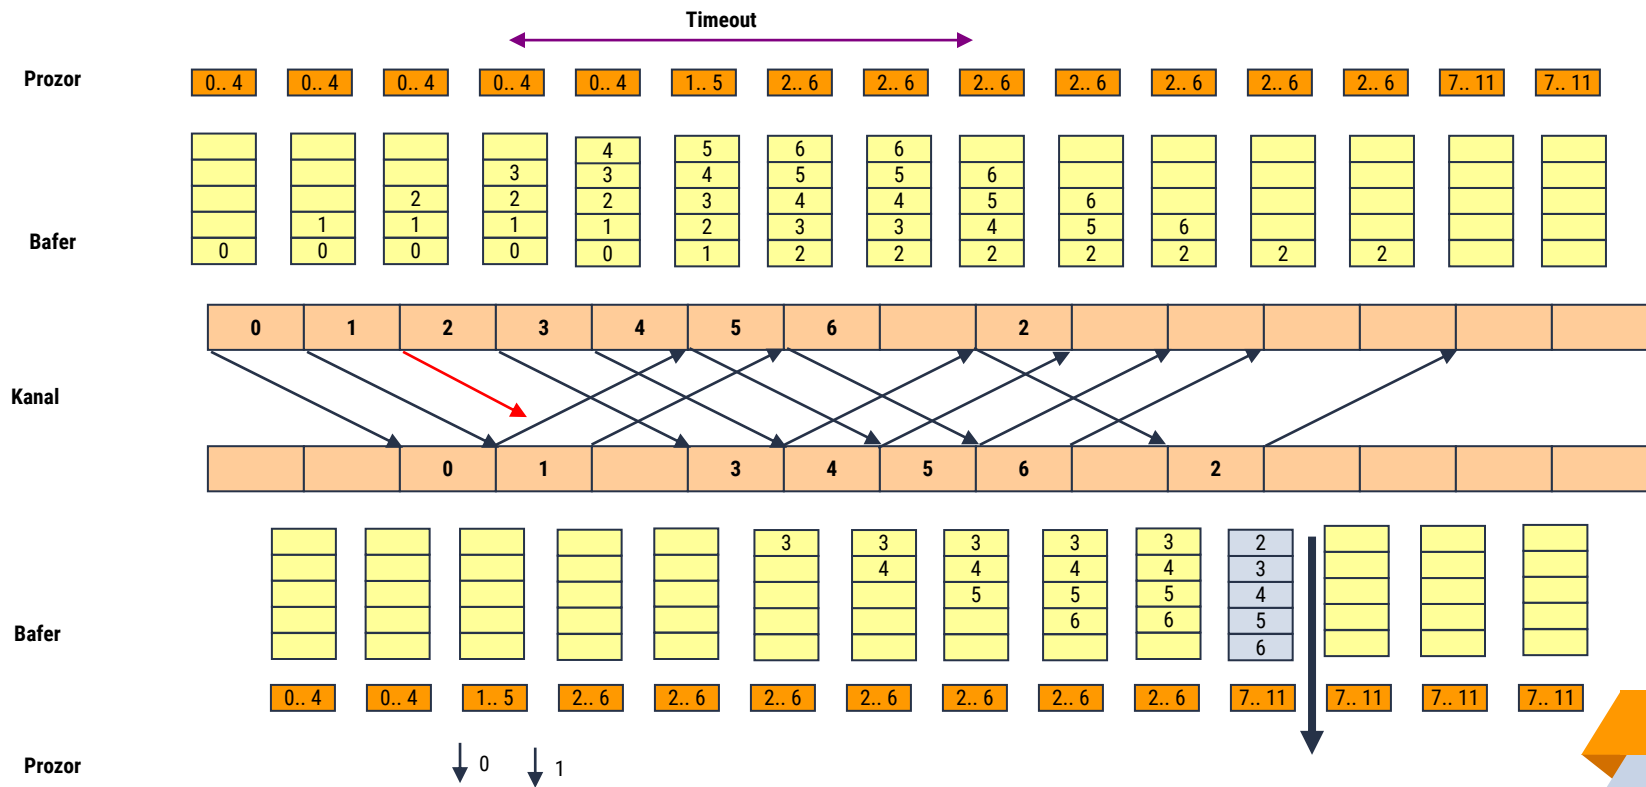 Timeout
Prozor 0.. 4 0.. 4 0.. 4 0.. 4 0.. 4 1.. 5 2.. 6 2.. 6 2.. 6 2.. 6 2.. 6 2.. 6 2.. 6 7.. 11 7.. 11
4 5 6 6
3 3 4 5 5 6
2 2 2 3 4 4 5 6
1 1 1 1 2 3 3 4 5 6
Bafer 0 0 0 0 0 1 2 2 2 2 2 2 2
0 1 2 3 4 5 6 2
Kanal
0 1 3 4 5 6 2
3 3 3 3 3 2
4 4 4 4 3
5 5 5 4
6 6 5
Bafer 6
0.. 4 0.. 4 1.. 5 2.. 6 2.. 6 2.. 6 2.. 6 2.. 6 2.. 6 2.. 6 7.. 11 7.. 11 7.. 11 7.. 11
Prozor 0 1